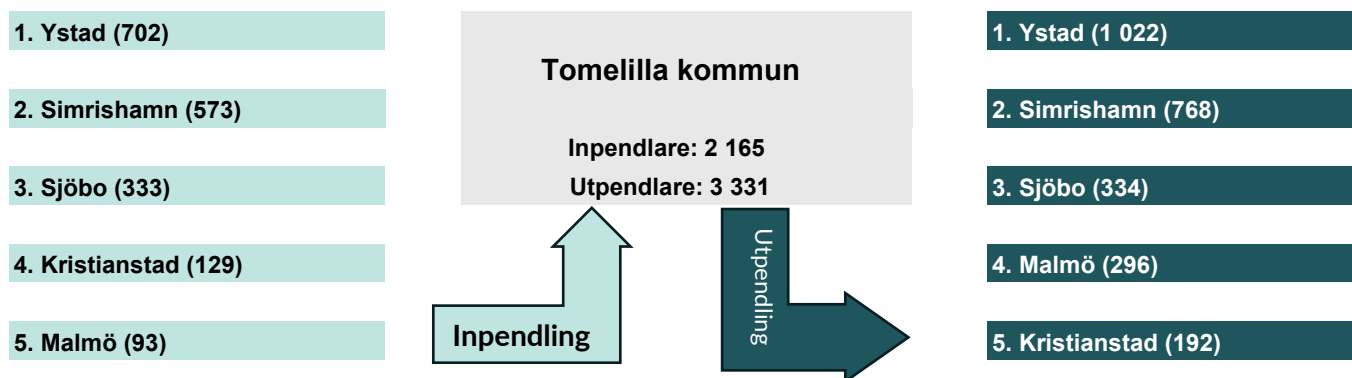 1. Ystad (702)
2. Simrishamn (573)
3. Sjöbo (333)
4. Kristianstad (129)
5. Malmö (93)
Tomelilla kommun
Inpendlare: 2 165
Utpendlare: 3 331
Inpendling
Utpendling
1. Ystad (1 022)
2. Simrishamn (768)
3. Sjöbo (334)
4. Malmö (296)
5. Kristianstad (192)